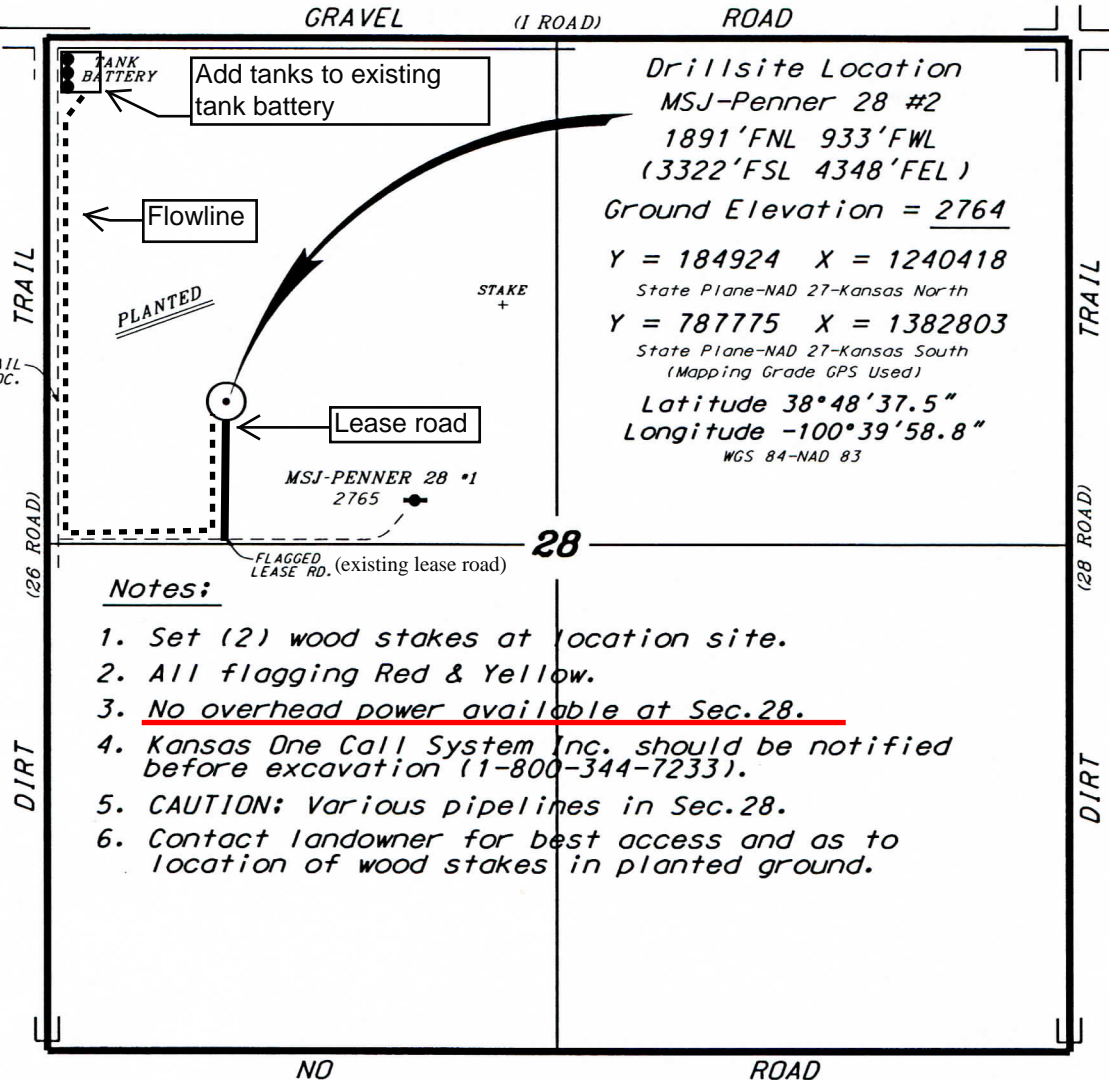 GRAVEL (I ROAD) ROAD
TANK
BATTERY
Add tanks to existing
tank battery
Drillsite Location
MSJ-Penner 28 #2
1891'FNL 933'FWL
(3322'FSL 4348'FEL)
Ground Elevation = 2764
Y = 184924 X = 1240418
State Plane-NAD 27-Kansas North
Y = 787775 X = 1382803
State Plane-NAD 27-Kansas South
(Mapping Grade GPS Used)
Latitude 38°48'37.5"
Longitude -100°39'58.8"
WGS 84-NAD 83
Flowline
PLANTED
STAKE
TRAIL
TRAIL
Lease road
MSJ-PENNER 28 #1
2765
28
(26 ROAD)
(28 ROAD)
FLAGGED
LEASE RD. (existing lease road)
Notes:
1. Set (2) wood stakes at location site.
2. All flagging Red & Yellow.
3. No overhead power available at Sec.28.
4. Kansas One Call System Inc. should be notified
before excavation (1-800-344-7233).
5. CAUTION: Various pipelines in Sec.28.
6. Contact landowner for best access and as to
location of wood stakes in planted ground.
DIRT
DIRT
NO ROAD